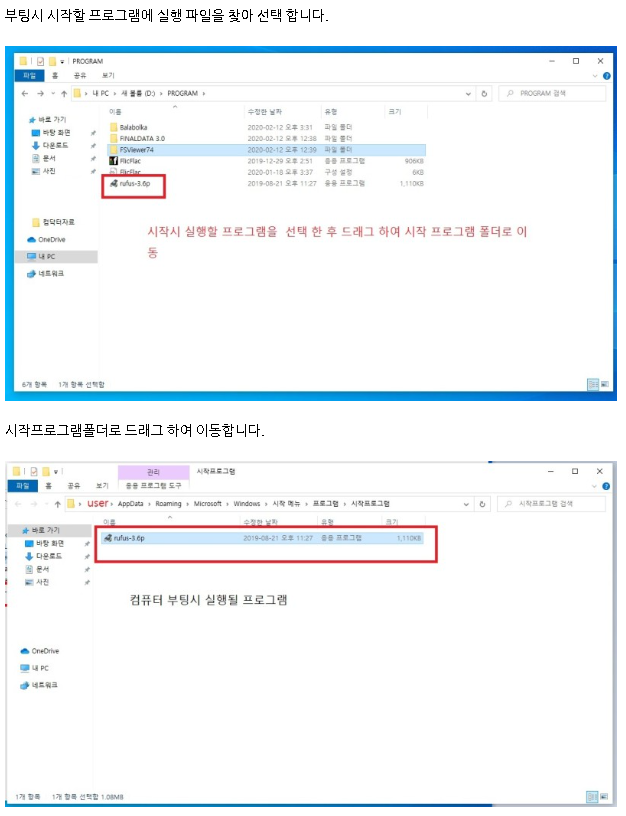 부팅시 시작할 프로그램에 실행 파일을 찾아 선택 합니다.
PROGRAM
파일 홈 공유 보기
내 PC › 새 볼륨 (D:) › PROGRAM ›
PROGRAM 검색
이름 수정한 날짜 유형 크기
바로 가기
바탕 화면
다운로드
문서
사진
컴닥터자료
OneDrive
내 PC
네트워크
Balabolka 2020-02-12 오후 3:31 파일 폴더
FINALDATA 3.0 2020-02-12 오후 12:38 파일 폴더
FSViewer74 2020-02-12 오후 12:39 파일 폴더
FlicFlac 2019-12-29 오후 2:51 응용 프로그램 906KB
FlicFlac 2020-01-18 오후 3:37 구성 설정 6KB
rufus-3.6p 2019-08-21 오후 11:27 응용 프로그램 1,110KB
시작시 실행할 프로그램을 선택 한 후 드래그 하여 시작 프로그램 폴더로 이
동
6개 항목 1개 항목 선택함
시작프로그램폴더로 드래그 하여 이동합니다.
관리 시작프로그램
파일 홈 공유 보기 응용 프로그램 도구
user › AppData › Roaming › Microsoft › Windows › 시작 메뉴 › 프로그램 › 시작프로그램
시작프로그램 검색
이름 수정한 날짜 유형 크기
바로 가기
바탕 화면
다운로드
문서
사진
OneDrive
내 PC
네트워크
rufus-3.6p 2019-08-21 오후 11:27 응용 프로그램 1,110KB
컴퓨터 부팅시 실행될 프로그램
1개 항목 1개 항목 선택함 1.08MB